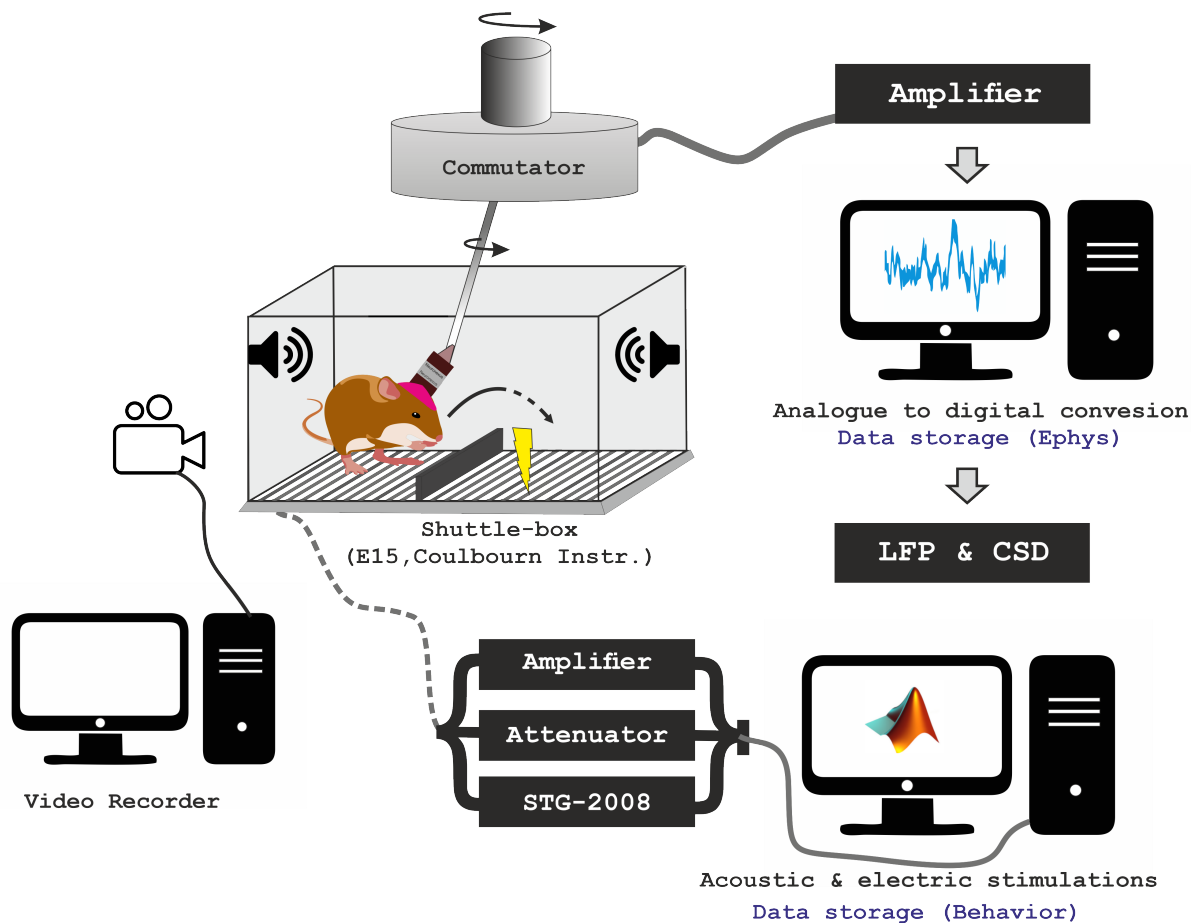 Amplifier
Commutator
Analogue to digital convesion
Data storage (Ephys)
Shuttle-box
(E15,Coulbourn Instr.)
LFP & CSD
Amplifier
Attenuator
STG-2008
Video Recorder
Acoustic & electric stimulations
Data storage (Behavior)